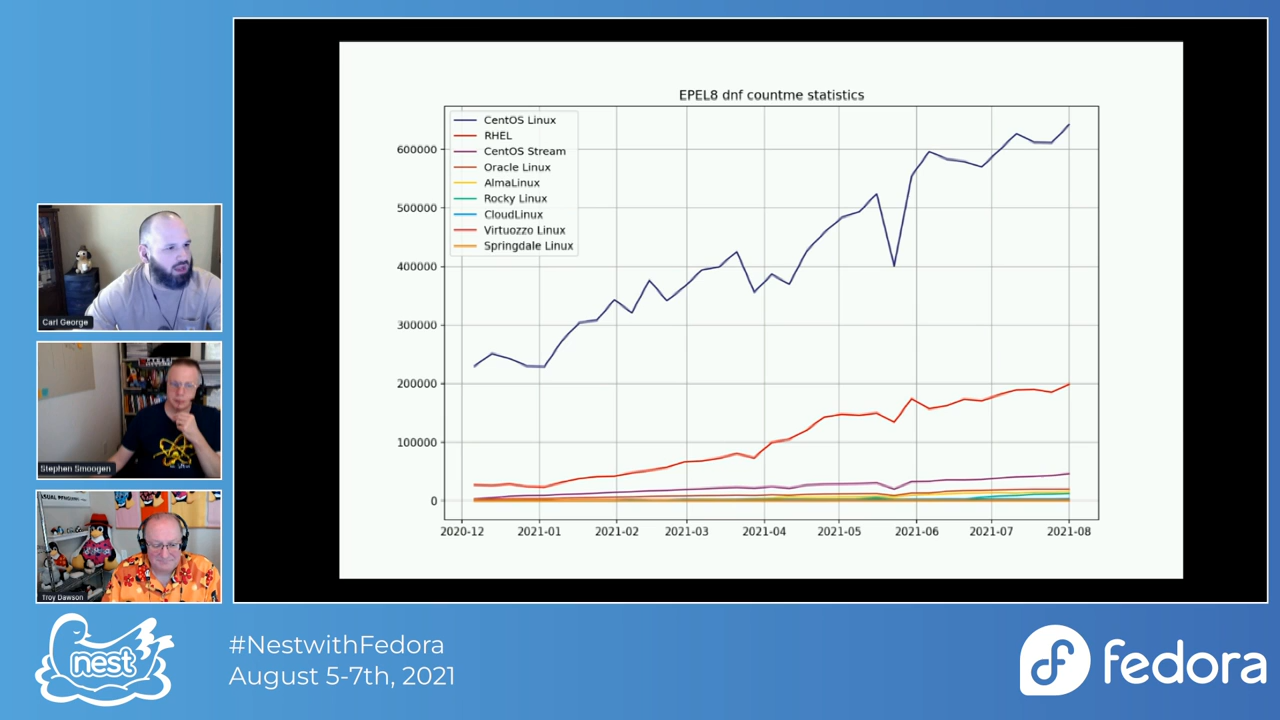 EPEL8 dnf countme statistics
CentOS Linux
RHEL
CentOS Stream
Oracle Linux
AlmaLinux
Rocky Linux
CloudLinux
Virtuozzo Linux
Springdale Linux
600000
500000
400000
300000
200000
100000
0
2020-12 2021-01 2021-02 2021-03 2021-04 2021-05 2021-06 2021-07 2021-08
Carl George
Stephen Smoogen
Troy Dawson
nest
#NestwithFedora
August 5-7th, 2021
fedora